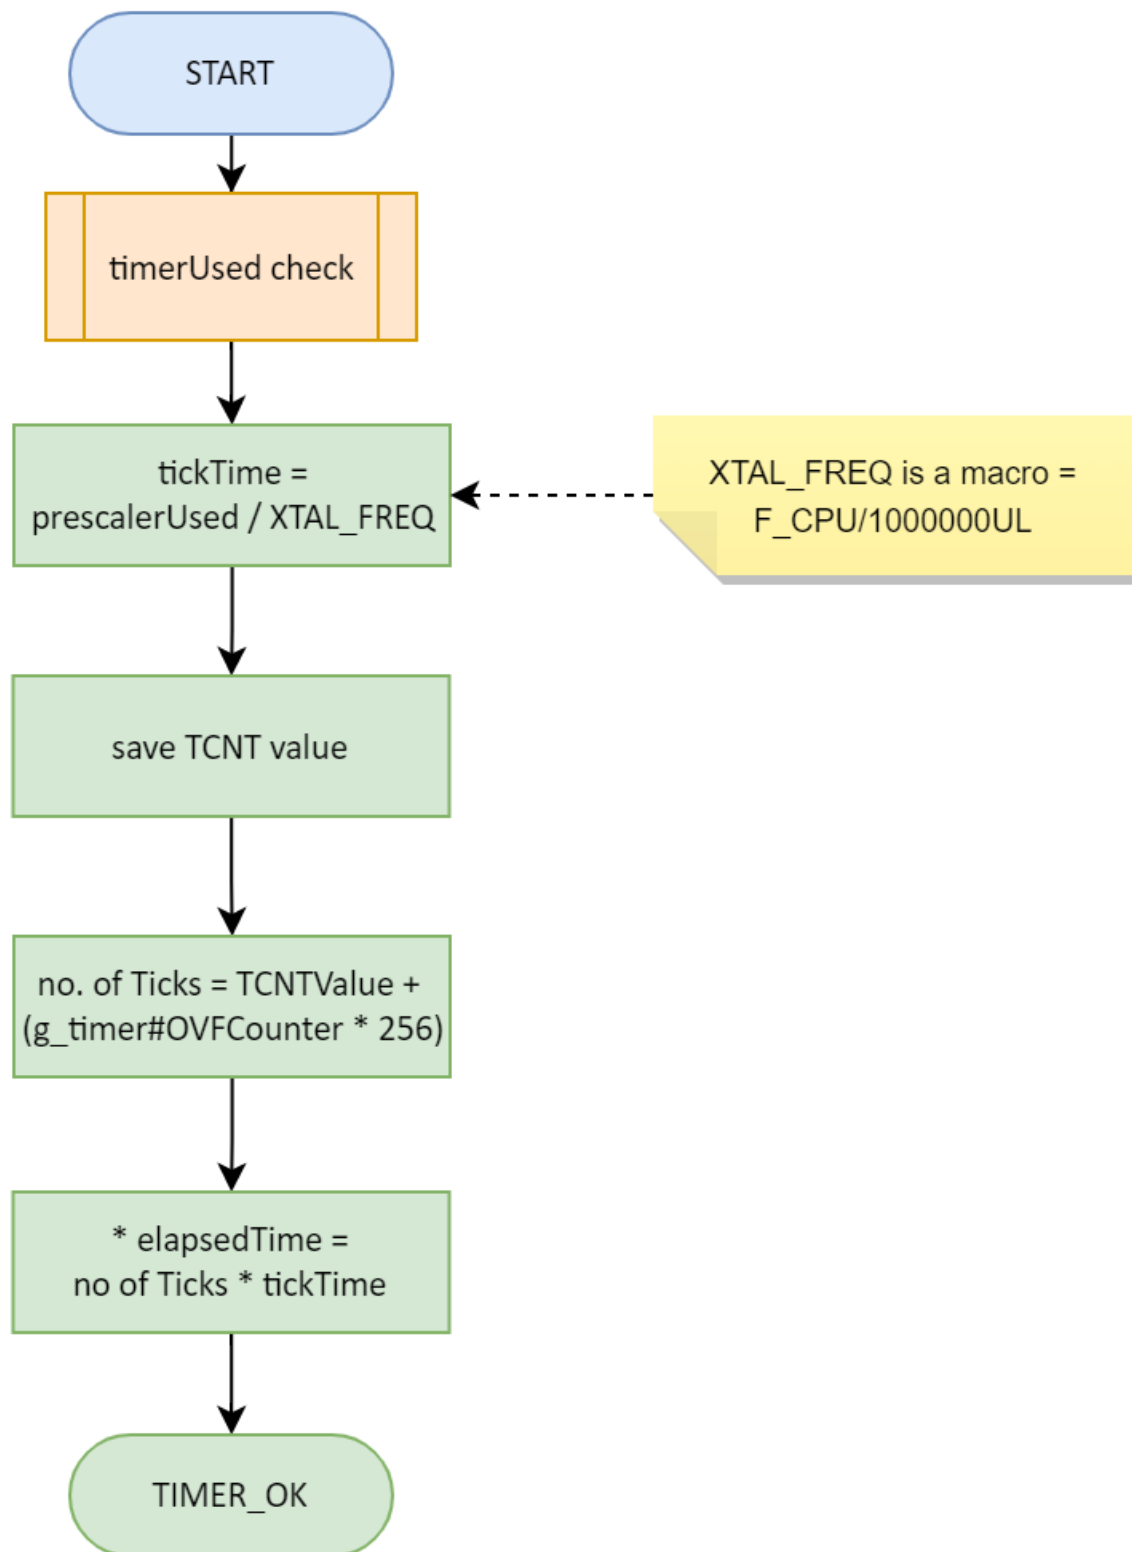 START
timerUsed check
tickTime =
prescalerUsed / XTAL_FREQ
XTAL_FREQ is a macro =
F_CPU/1000000UL
save TCNT value
no. of Ticks = TCNTValue +
(g_timer#OVFCounter * 256)
* elapsedTime =
no of Ticks * tickTime
TIMER_OK